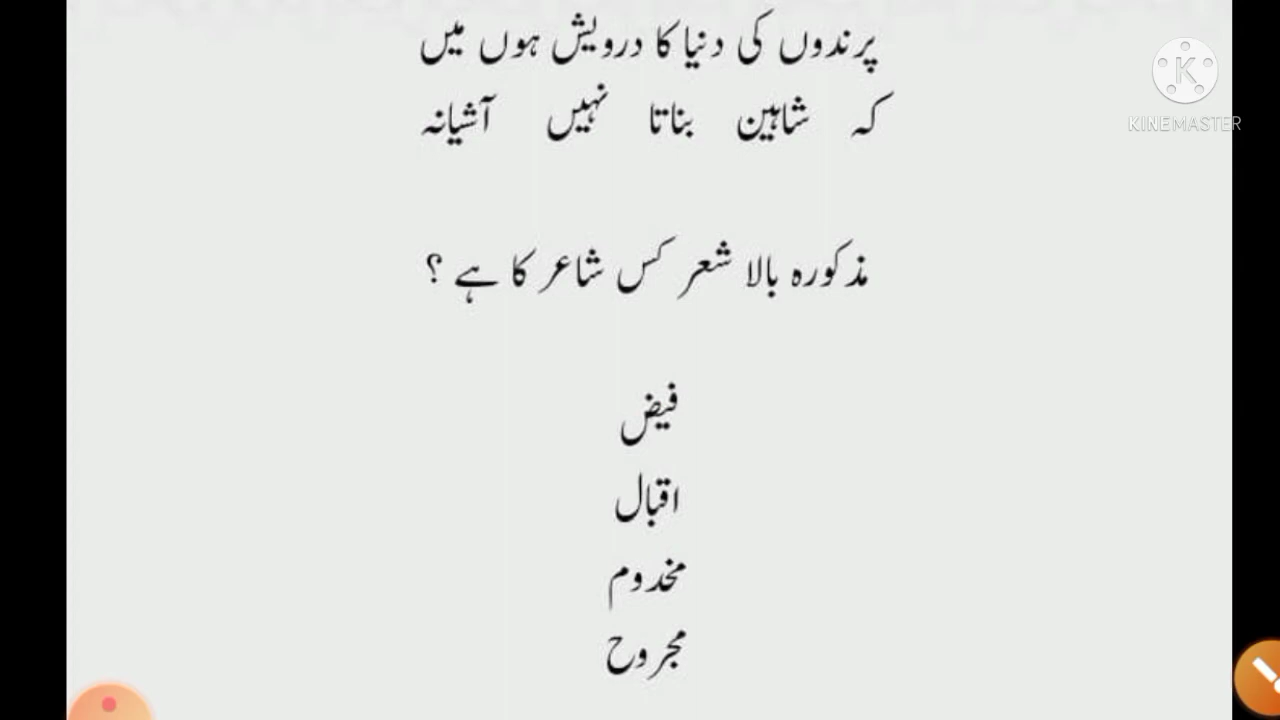 پرندوں کی دنیا کا درویش ہوں میں
کہ شاہین بناتا نہیں آشیانہ
مذکورہ بالا شعر کس شاعر کا ہے ؟
فیض
اقبال
مخدوم
مجروح
K
KINEMASTER